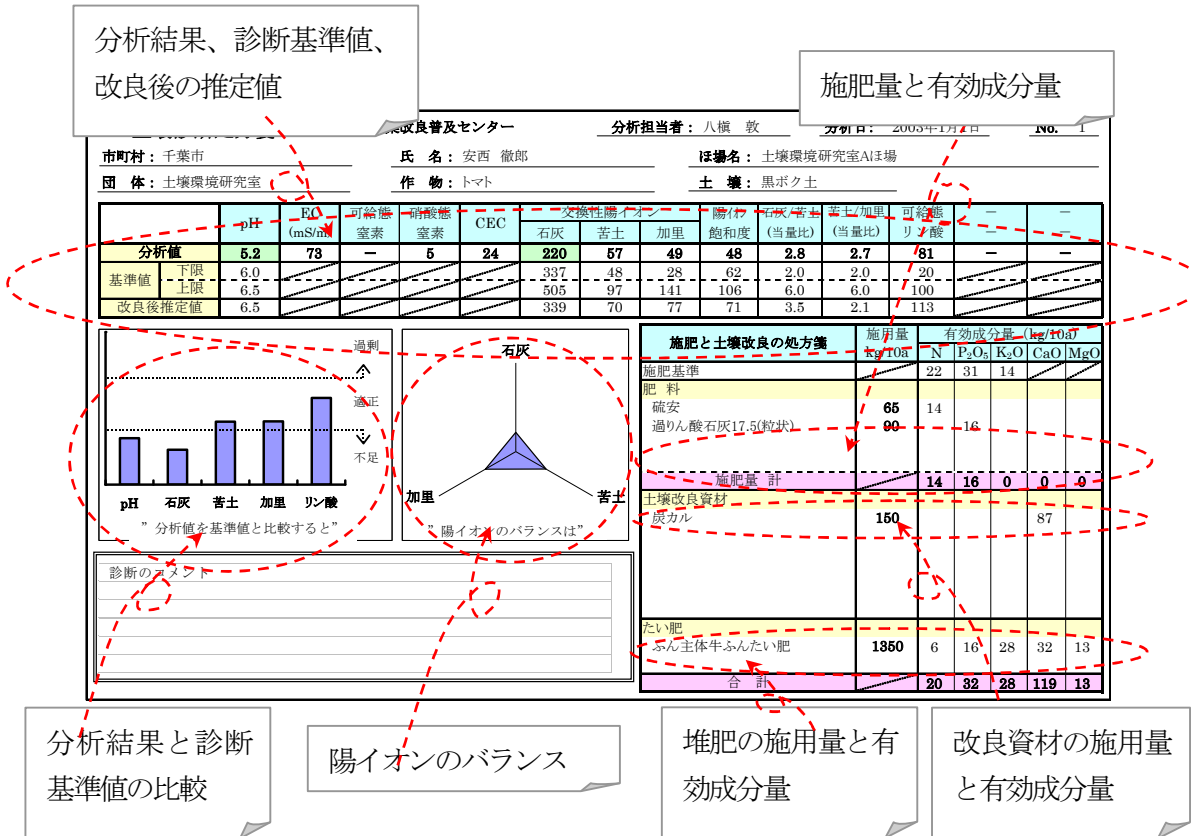 分析結果、診断基準値、
改良後の推定値
施肥量と有効成分量
改良普及センター 分析担当者： 八槇 敦 分析日： 2003年1月1日 No. 1
市町村： 千葉市 氏 名： 安西 徹郎 ほ場名： 土壌環境研究室Aほ場
団 体： 土壌環境研究室 作 物： トマト 土 壌： 黒ボク土
pH EC 可給態 硝酸態 CEC 交換性陽イオン 陽イオン 石灰/苦土 苦土/加里 可給態 － －
(mS/m) 窒素 窒素 石灰 苦土 加里 飽和度 (当量比) (当量比) リン酸 － －
分析値 5.2 73 － 5 24 220 57 49 48 2.8 2.7 81 － －
基準値 下限 6.0 337 48 28 62 2.0 2.0 20
上限 6.5 505 97 141 106 6.0 6.0 100
改良後推定値 6.5 339 70 77 71 3.5 2.1 113
過剰
適正
不足
pH 石灰 苦土 加里 リン酸
” 分析値を基準値と比較すると”
石灰
加里 苦土
” 陽イオンのバランスは”
診断のコメント
施肥と土壌改良の処方箋 施用量 有効成分量 (kg/10a)
kg/10a N P₂O₅ K₂O CaO MgO
施肥基準 22 31 14
肥 料
硫安 65 14
過りん酸石灰17.5(粒状) 90 16
施肥量 計 14 16 0 0 0
土壌改良資材
炭カル 150 87
たい肥
ふん主体牛ふんたい肥 1350 6 16 28 32 13
合 計 20 32 28 119 13
分析結果と診断
基準値の比較
陽イオンのバランス
堆肥の施用量と有
効成分量
改良資材の施用量
と有効成分量